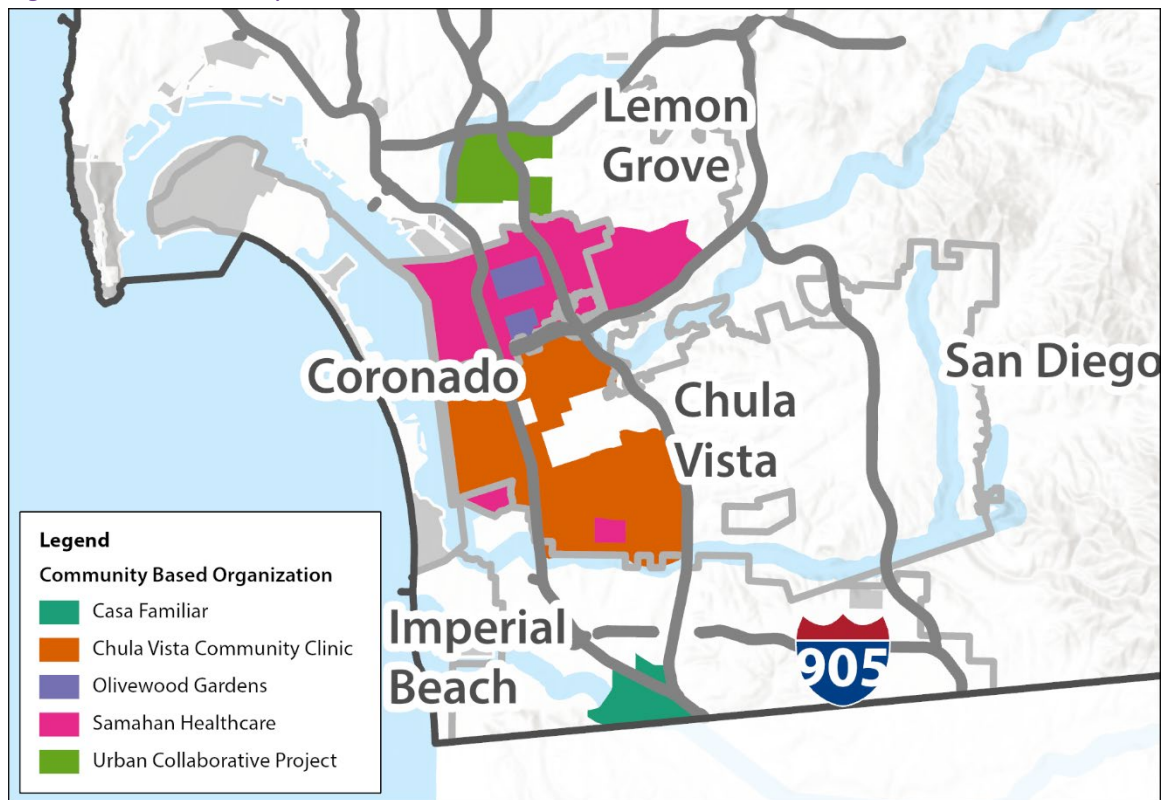 Lemon
Grove
Coronado
San Diego
Chula
Vista
Imperial
Beach
905
Legend
Community Based Organization
Casa Familiar
Chula Vista Community Clinic
Olivewood Gardens
Samahan Healthcare
Urban Collaborative Project